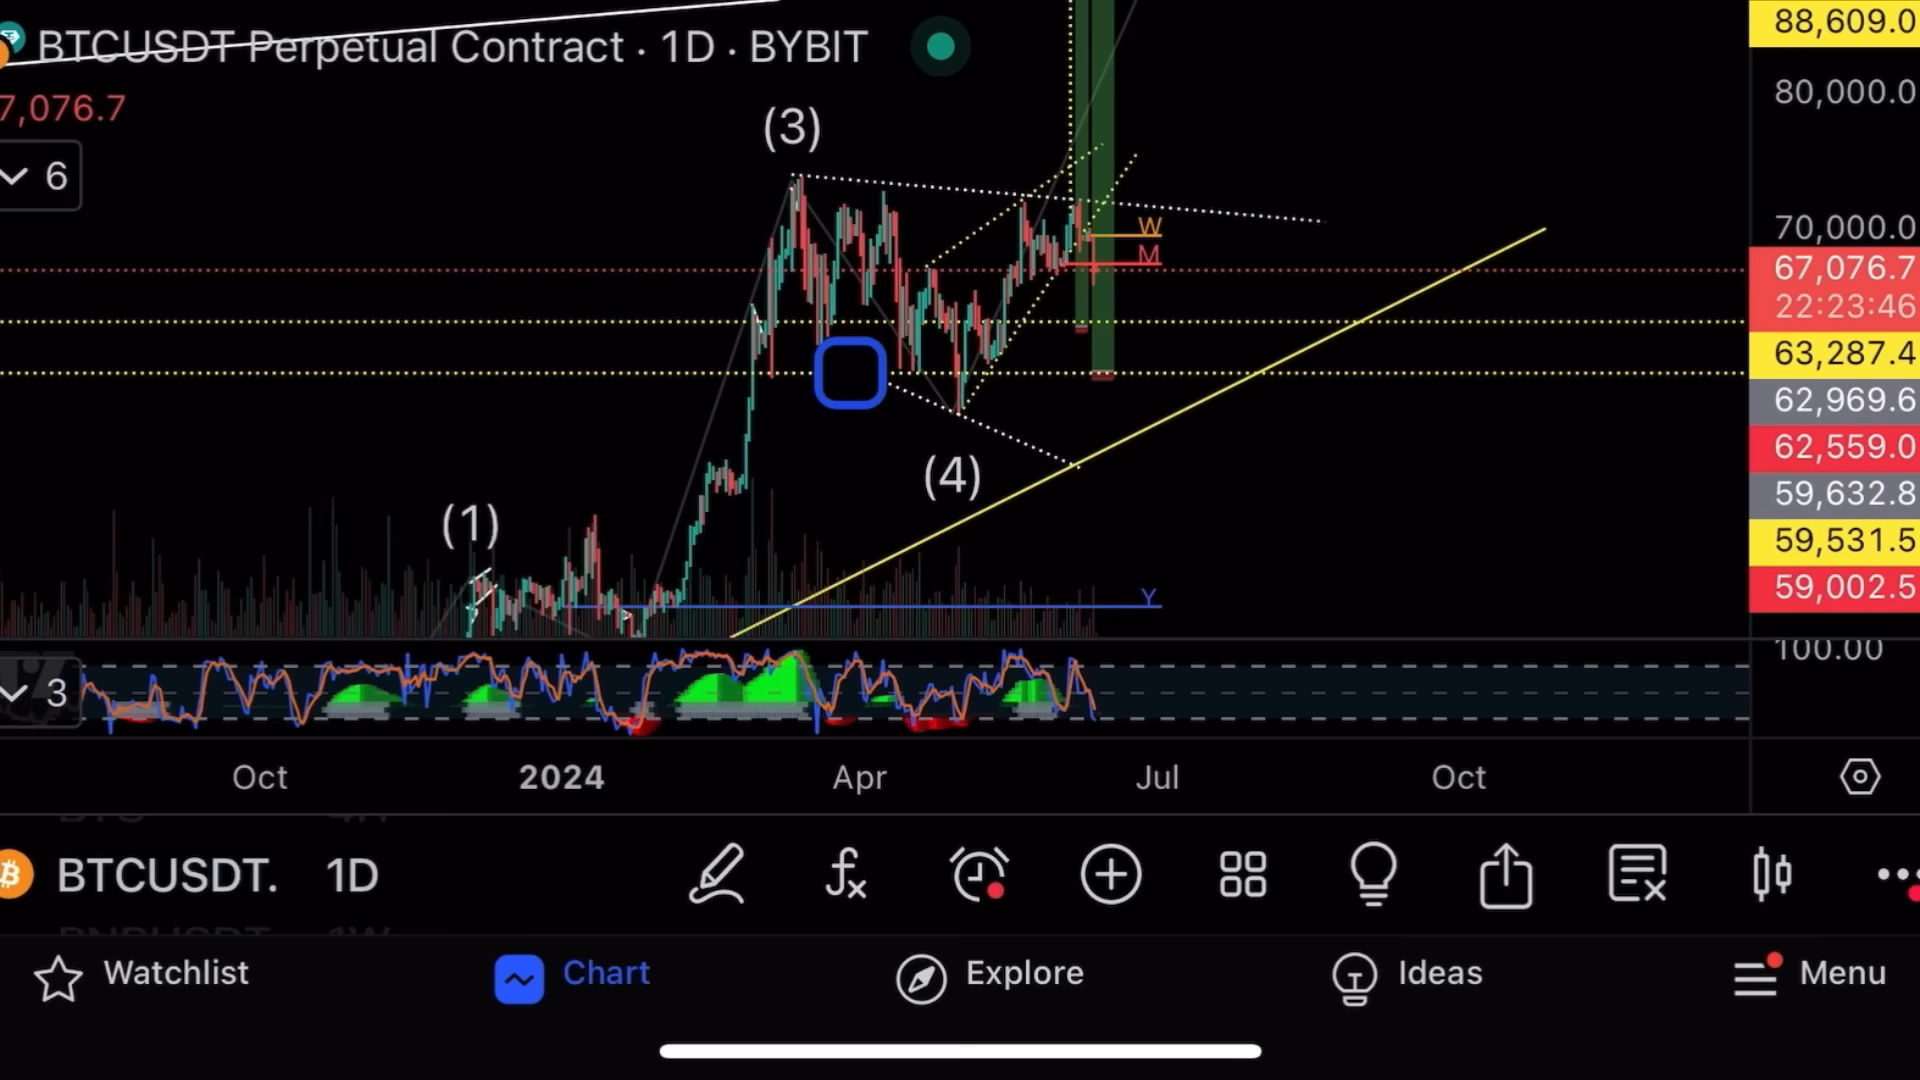 BTCUSDT Perpetual Contract · 1D · BYBIT
7,076.7
6
(3)
(1)
(4)
W
M
Y
88,609.0
80,000.0
70,000.0
67,076.7
22:23:46
63,287.4
62,969.6
62,559.0
59,632.8
59,531.5
59,002.5
100.00
3
Oct 2024 Apr Jul Oct
BTCUSDT. 1D
Watchlist Chart Explore Ideas Menu